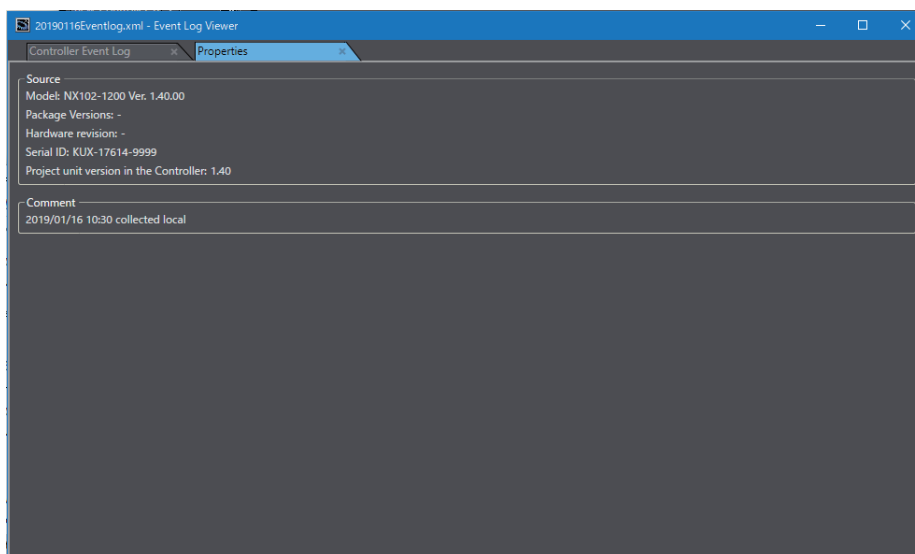 20190116Eventlog.xml - Event Log Viewer
Controller Event Log
Properties
Source
Model: NX102-1200 Ver. 1.40.00
Package Versions: -
Hardware revision: -
Serial ID: KUX-17614-9999
Project unit version in the Controller: 1.40
Comment
2019/01/16 10:30 collected local